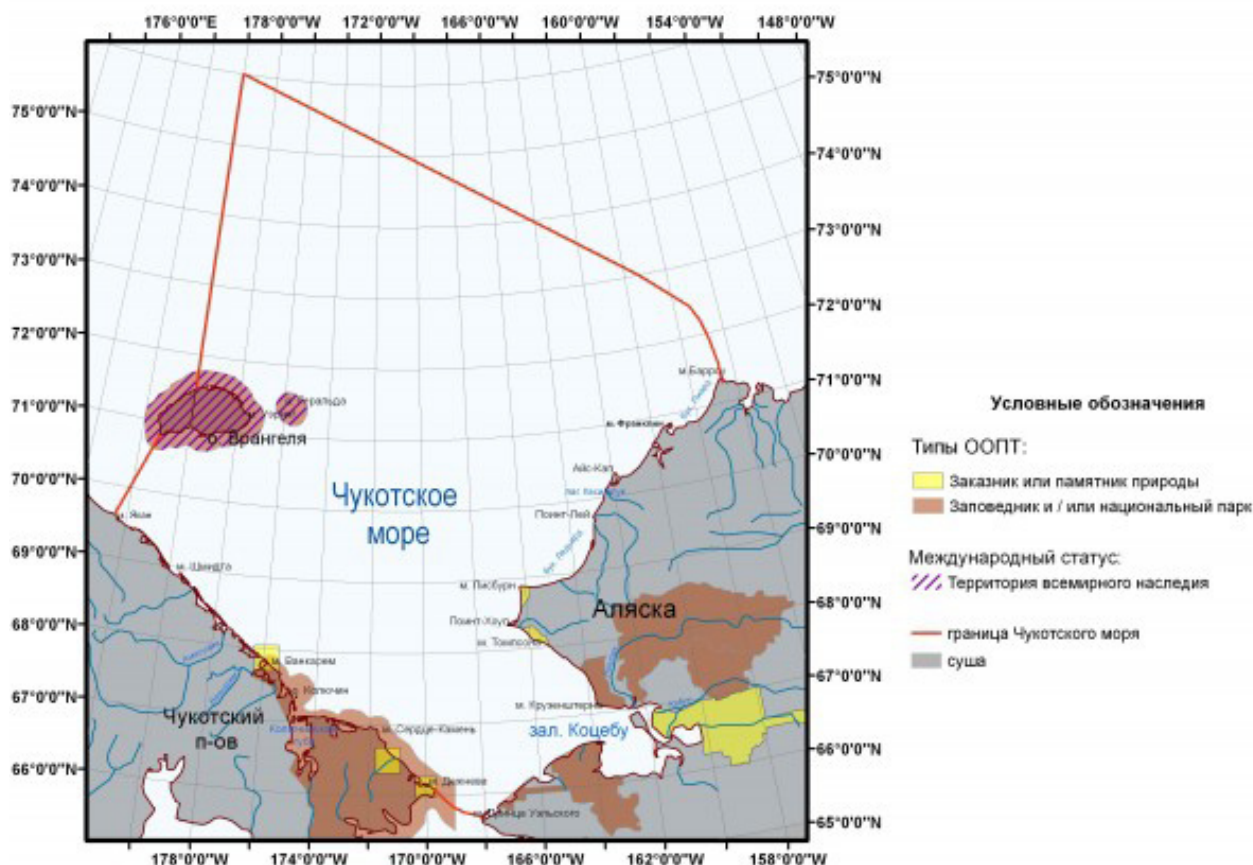 176°0'0"E 178°0'0"W 172°0'0"W 166°0'0"W 160°0'0"W 154°0'0"W 148°0'0"W
75°0'0"N
74°0'0"N
73°0'0"N
72°0'0"N
71°0'0"N
70°0'0"N
69°0'0"N
68°0'0"N
67°0'0"N
66°0'0"N
75°0'0"N
74°0'0"N
73°0'0"N
72°0'0"N
71°0'0"N
70°0'0"N
69°0'0"N
68°0'0"N
67°0'0"N
66°0'0"N
65°0'0"N
м.Барроу
о. Врангеля
м. Франклин
Айс-Кап
Поинт-Лей
Чукотское
море
м. Якан
м. Шмидта
м. Лисбурн
Поинт-Хоуп
м. Томпсона
Аляска
м. Ванкарем
о. Колючин
Чукотский
п-ов
м. Сердце-Камень
м. Крузенштерна
зал. Коцебу
м. Дежнева
м. Принца Уэльского
178°0'0"W 174°0'0"W 170°0'0"W 166°0'0"W 162°0'0"W 158°0'0"W
Условные обозначения
Типы ООПТ:
Заказник или памятник природы
Заповедник и / или национальный парк
Международный статус:
Территория всемирного наследия
граница Чукотского моря
суша